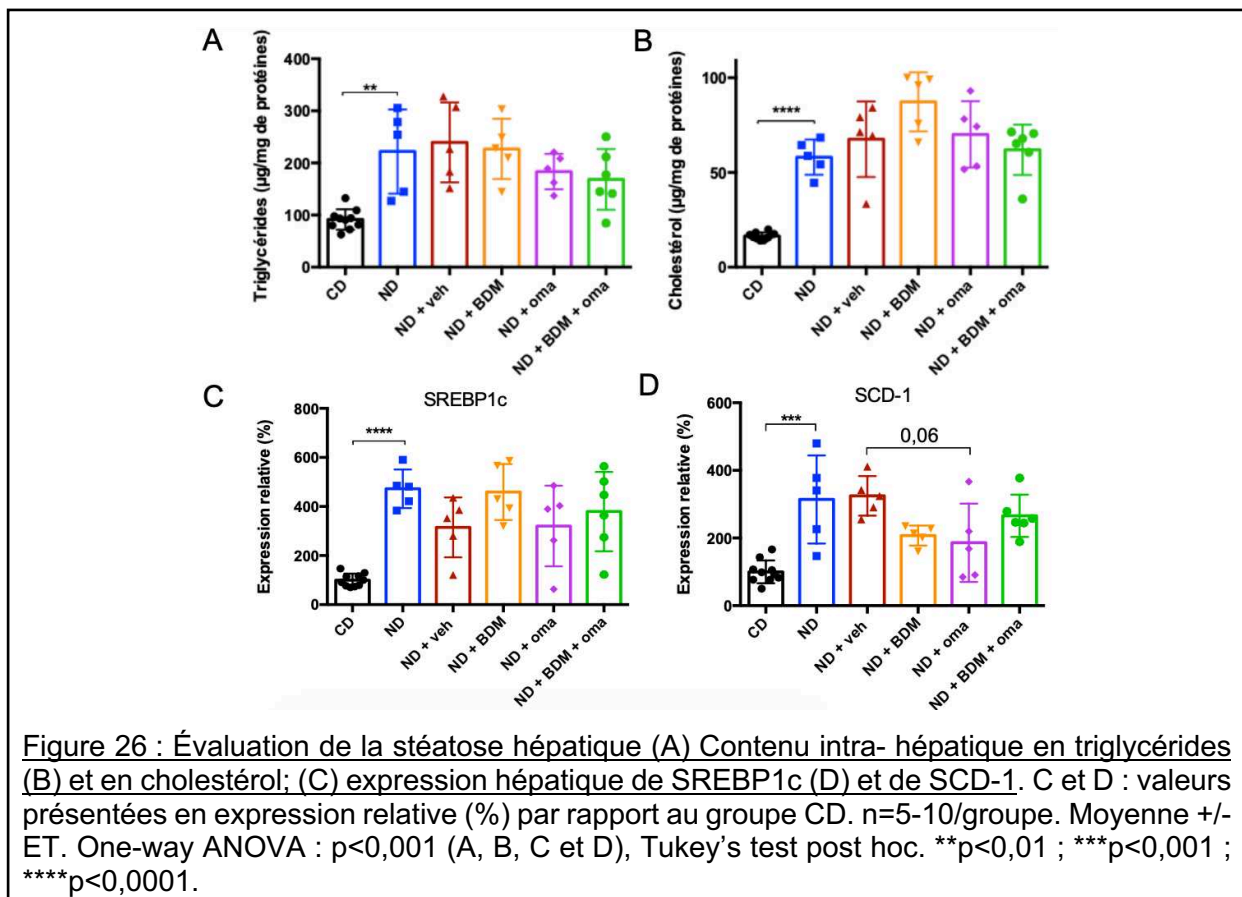 A
Triglycérides (µg/mg de protéines)
400
300
200
100
0
**
CD
ND
ND + veh
ND + BDM
ND + oma
ND + BDM + oma
B
Cholestérol (µg/mg de protéines)
100
50
0
****
CD
ND
ND + veh
ND + BDM
ND + oma
ND + BDM + oma
C
SREBP1c
Expression relative (%)
800
600
400
200
0
****
CD
ND
ND + veh
ND + BDM
ND + oma
ND + BDM + oma
D
SCD-1
Expression relative (%)
600
400
200
0
***
0,06
CD
ND
ND + veh
ND + BDM
ND + oma
ND + BDM + oma
Figure 26 : Évaluation de la stéatose hépatique (A) Contenu intra- hépatique en triglycérides
(B) et en cholestérol; (C) expression hépatique de SREBP1c (D) et de SCD-1. C et D : valeurs
présentées en expression relative (%) par rapport au groupe CD. n=5-10/groupe. Moyenne +/-
ET. One-way ANOVA : p<0,001 (A, B, C et D), Tukey’s test post hoc. **p<0,01 ; ***p<0,001 ;
****p<0,0001.